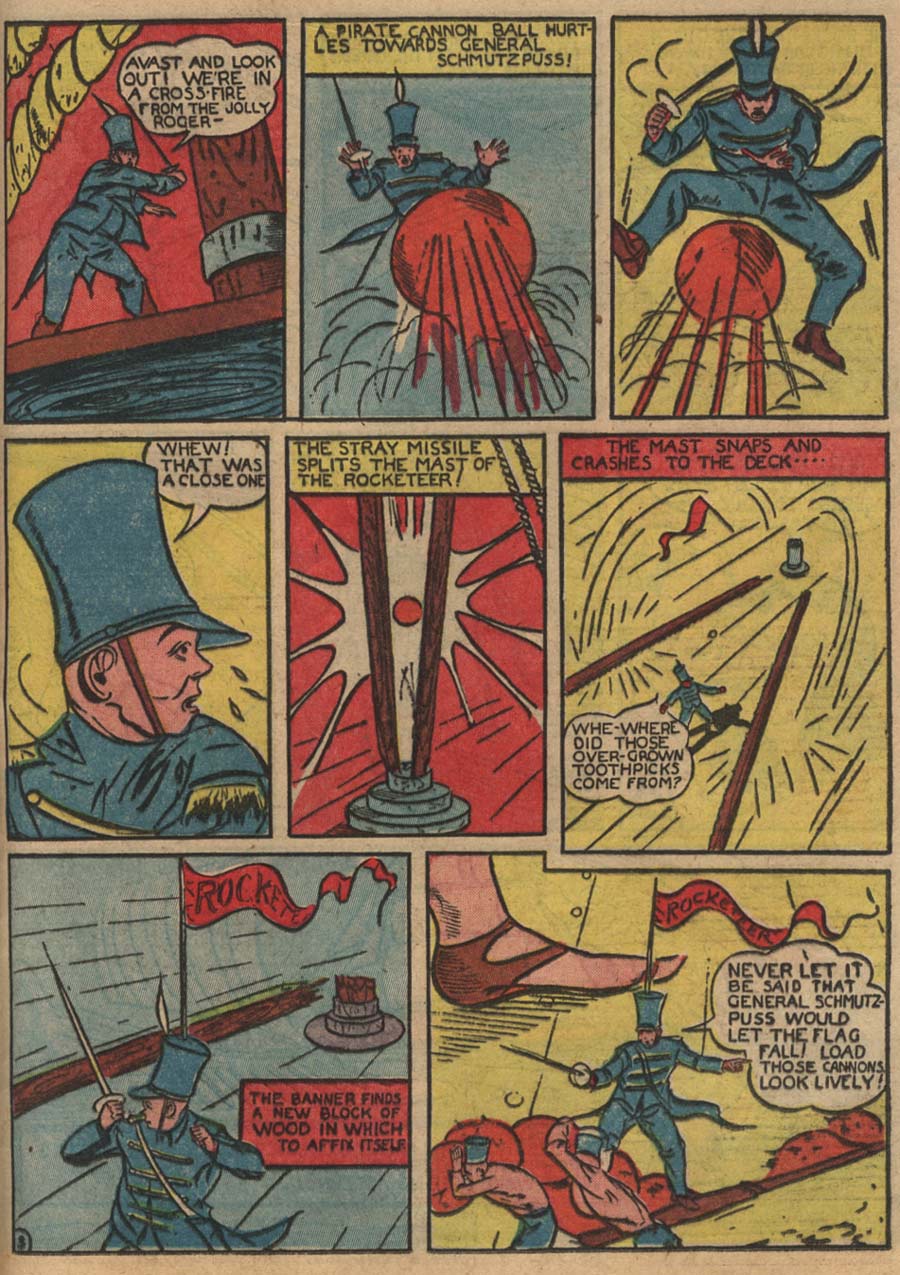 AVAST AND LOOK
OUT! WE'RE IN
A CROSS-FIRE
FROM THE JOLLY
ROGER-
A PIRATE CANNON BALL HURT-
LES TOWARDS GENERAL
SCHMUTZPUSS!
WHEW!
THAT WAS
A CLOSE ONE
THE STRAY MISSILE
SPLITS THE MAST OF
THE ROCKETEER!
THE MAST SNAPS AND
CRASHES TO THE DECK....
WHE-WHERE
DID THOSE
OVER-GROWN
TOOTHPICKS
COME FROM?
ROCKETE
THE BANNER FINDS
A NEW BLOCK OF
WOOD IN WHICH
TO AFFIX ITSELF
ROCKETEER
NEVER LET IT
BE SAID THAT
GENERAL SCHMUTZ-
PUSS WOULD
LET THE FLAG
FALL! LOAD
THOSE CANNONS.
LOOK LIVELY!